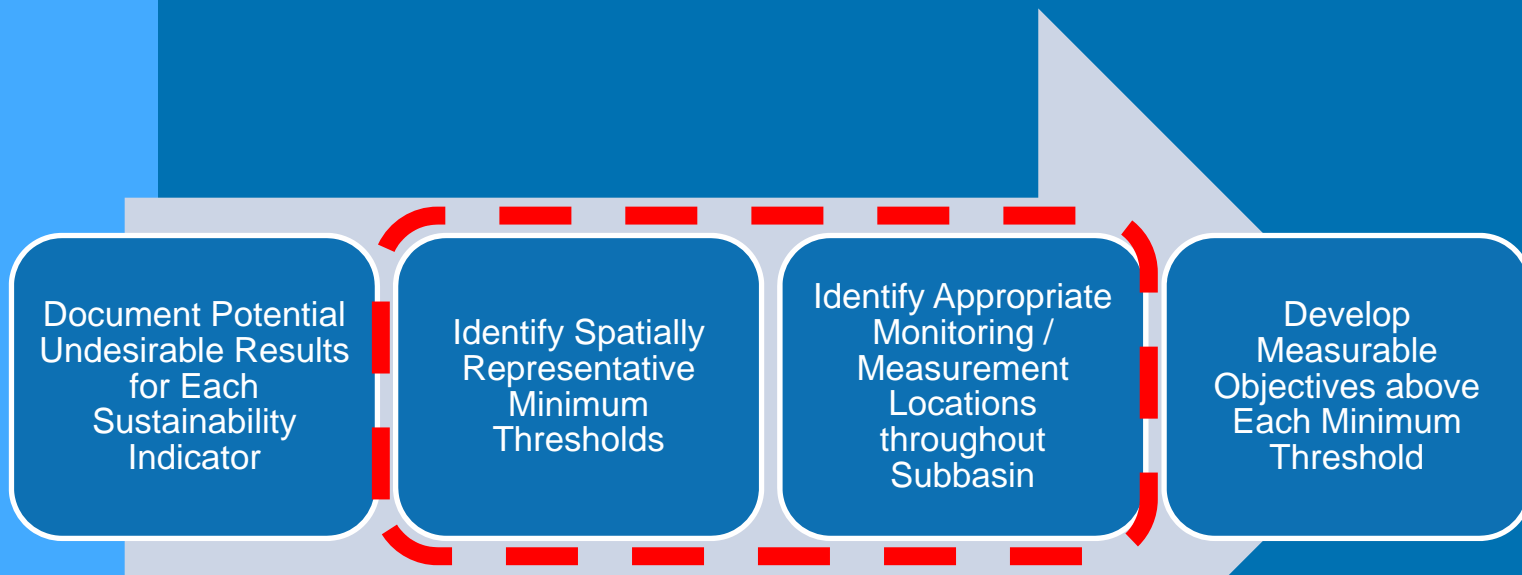 Document Potential
Undesirable Results
for Each
Sustainability
Indicator
Identify Spatially
Representative
Minimum
Thresholds
Identify Appropriate
Monitoring /
Measurement
Locations
throughout
Subbasin
Develop
Measurable
Objectives above
Each Minimum
Threshold